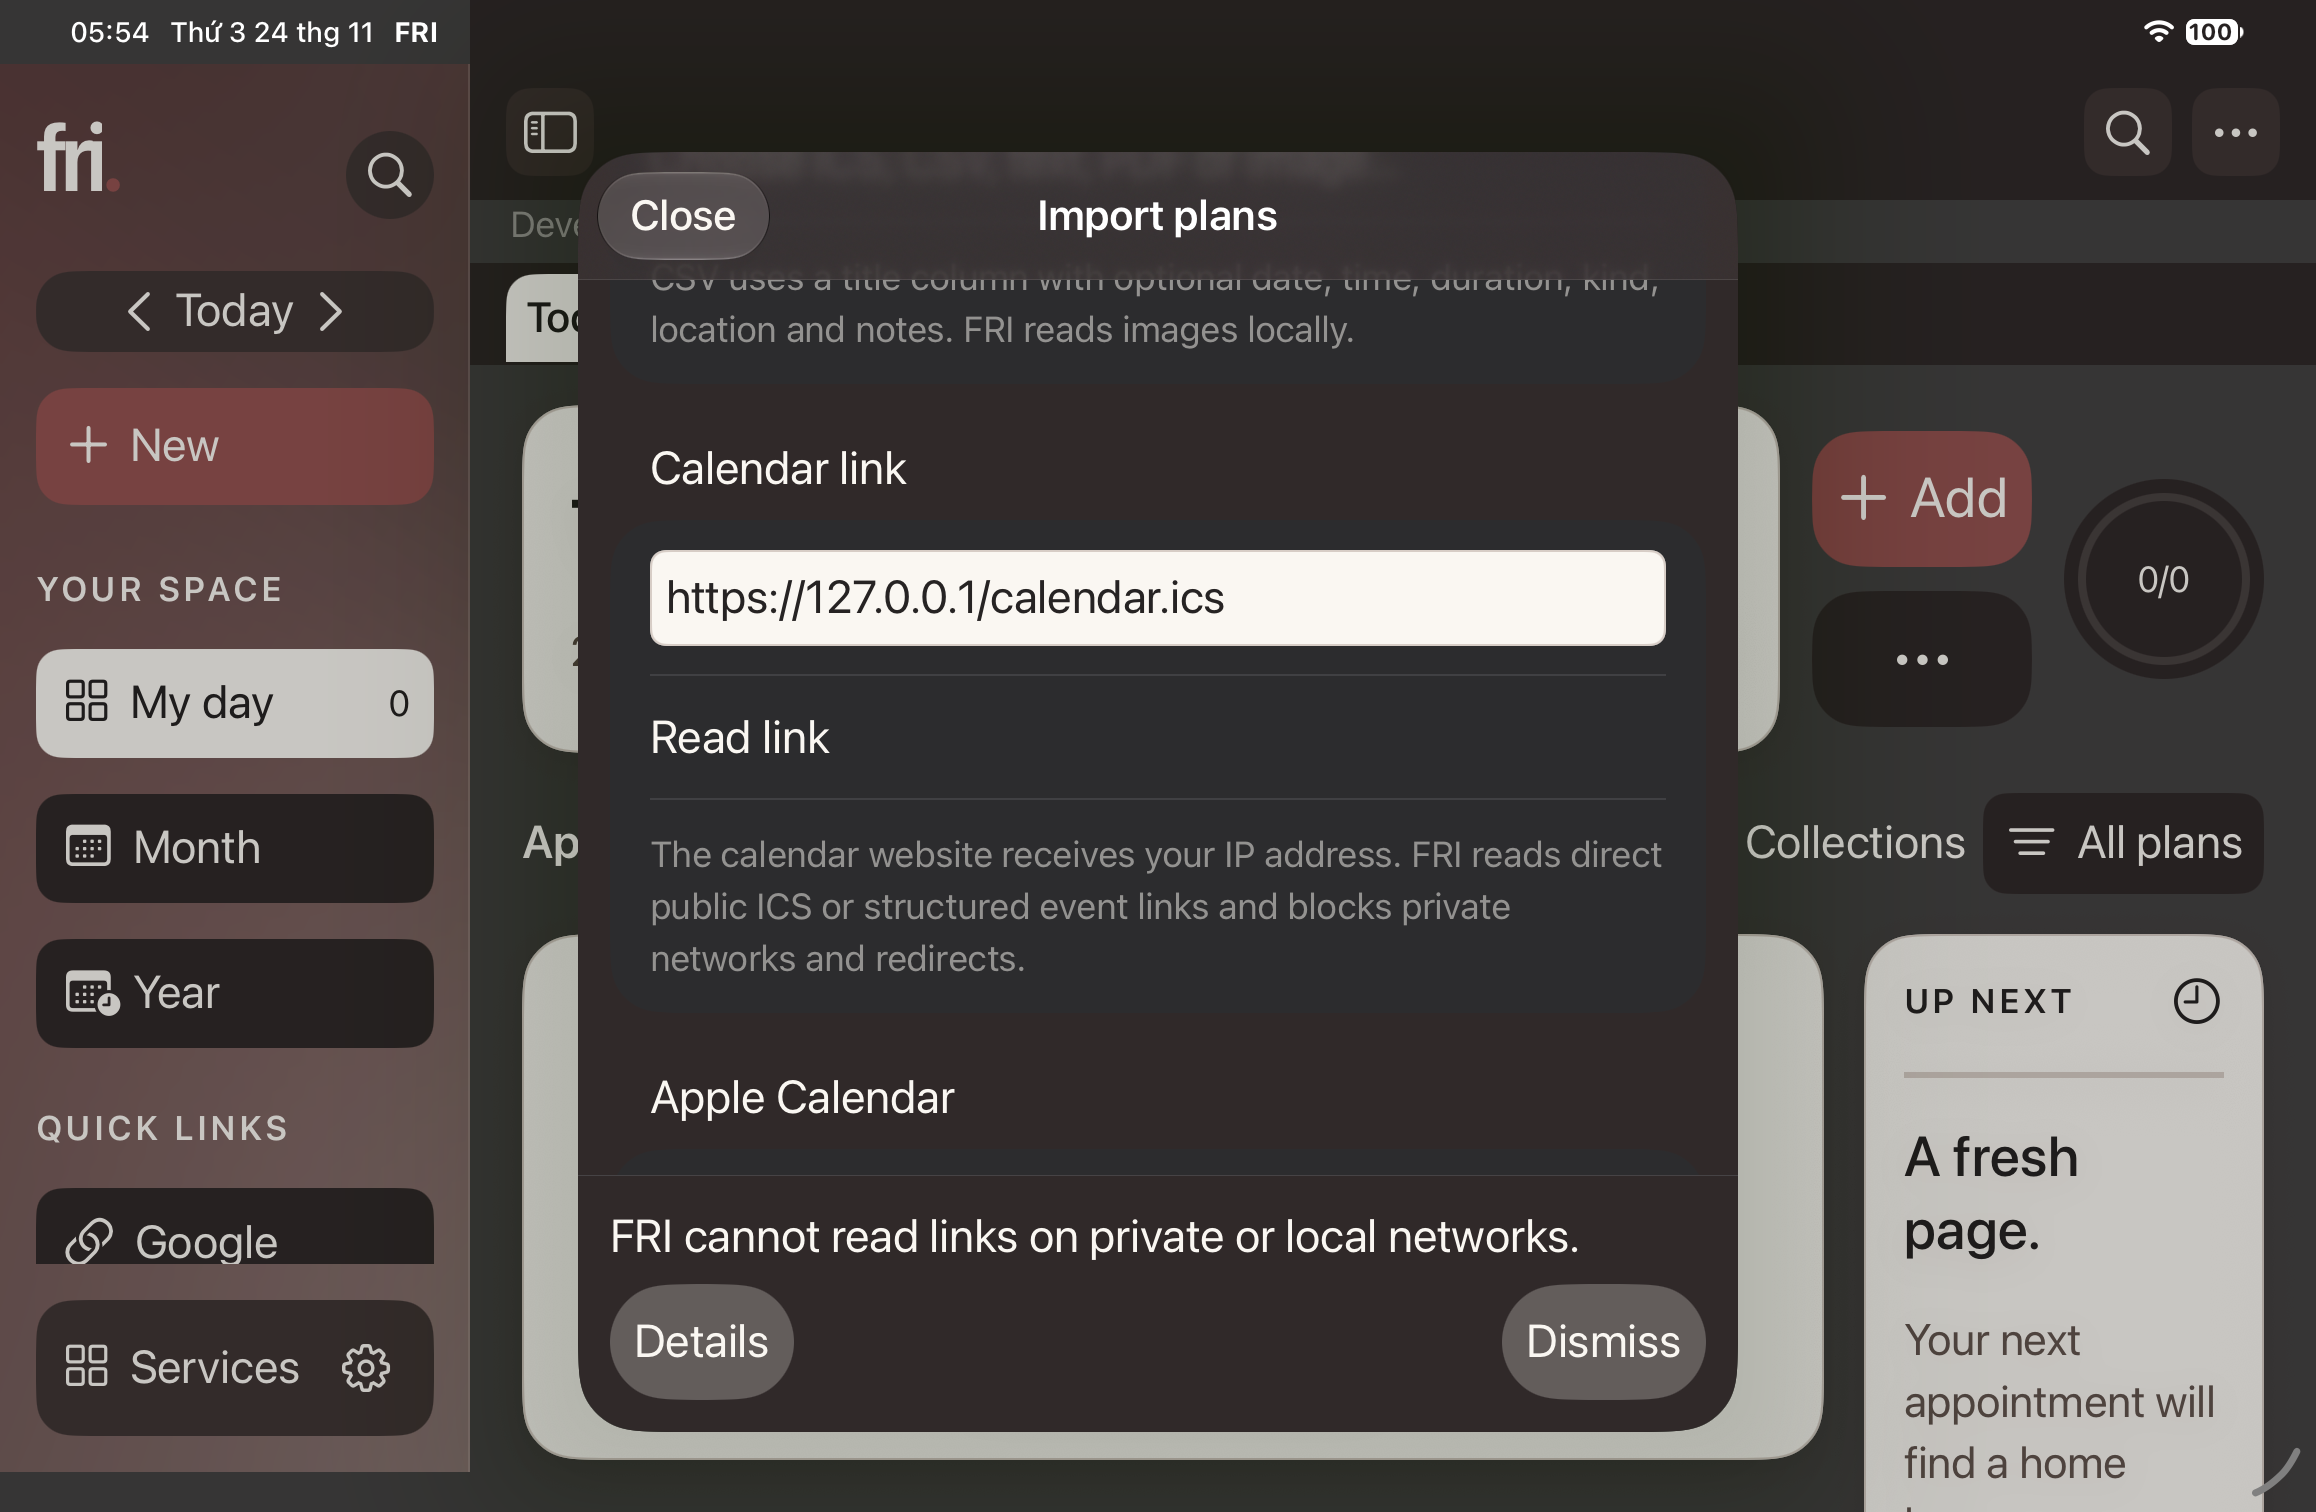 05:54 Thứ 3 24 thg 11 FRI
100
fri.
Today
New
YOUR SPACE
My day 0
Month
Year
QUICK LINKS
Google
Services
Close
Import plans
CSV uses a title column with optional date, time, duration, kind,
location and notes. FRI reads images locally.
Calendar link
https://127.0.0.1/calendar.ics
Read link
The calendar website receives your IP address. FRI reads direct
public ICS or structured event links and blocks private
networks and redirects.
Apple Calendar
FRI cannot read links on private or local networks.
Details
Dismiss
Add
0/0
Collections
All plans
UP NEXT
A fresh
page.
Your next
appointment will
find a home